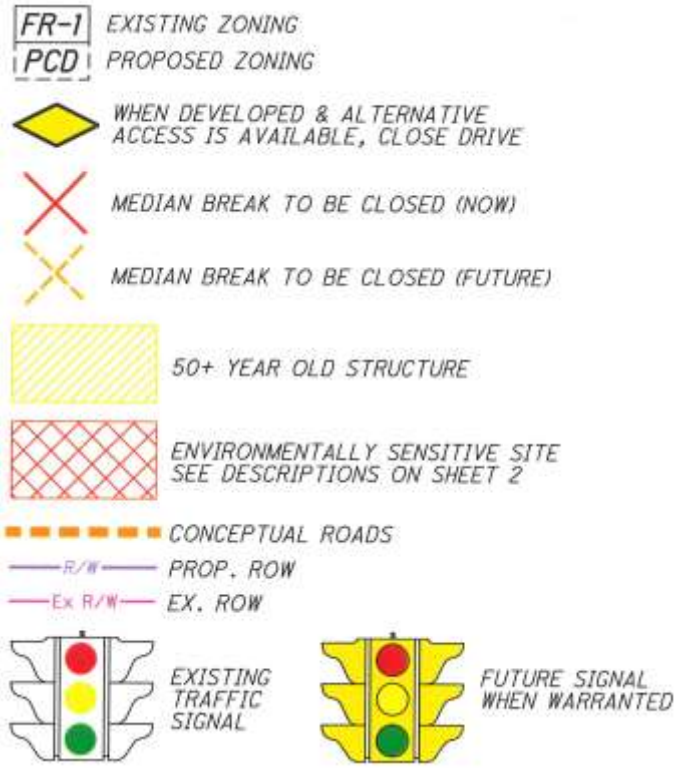 FR-1 EXISTING ZONING
PCD PROPOSED ZONING
WHEN DEVELOPED & ALTERNATIVE
ACCESS IS AVAILABLE, CLOSE DRIVE
MEDIAN BREAK TO BE CLOSED (NOW)
MEDIAN BREAK TO BE CLOSED (FUTURE)
50+ YEAR OLD STRUCTURE
ENVIRONMENTALLY SENSITIVE SITE
SEE DESCRIPTIONS ON SHEET 2
CONCEPTUAL ROADS
R/W PROP. ROW
Ex R/W EX. ROW
EXISTING
TRAFFIC
SIGNAL
FUTURE SIGNAL
WHEN WARRANTED